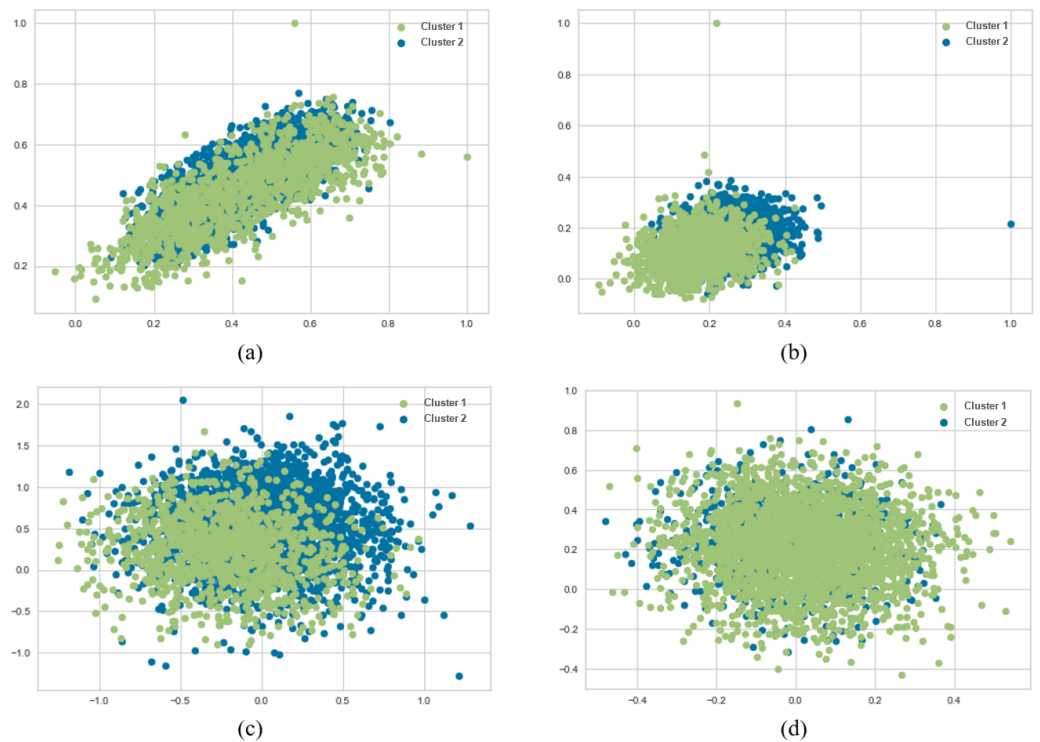 1.0
0.8
0.6
0.4
0.2
0.0 0.2 0.4 0.6 0.8 1.0
Cluster 1
Cluster 2
(a)
1.0
0.8
0.6
0.4
0.2
0.0
0.0 0.2 0.4 0.6 0.8 1.0
Cluster 1
Cluster 2
(b)
2.0
1.5
1.0
0.5
0.0
−0.5
−1.0
−1.0 −0.5 0.0 0.5 1.0
Cluster 1
Cluster 2
(c)
1.0
0.8
0.6
0.4
0.2
0.0
−0.2
−0.4
−0.4 −0.2 0.0 0.2 0.4
Cluster 1
Cluster 2
(d)